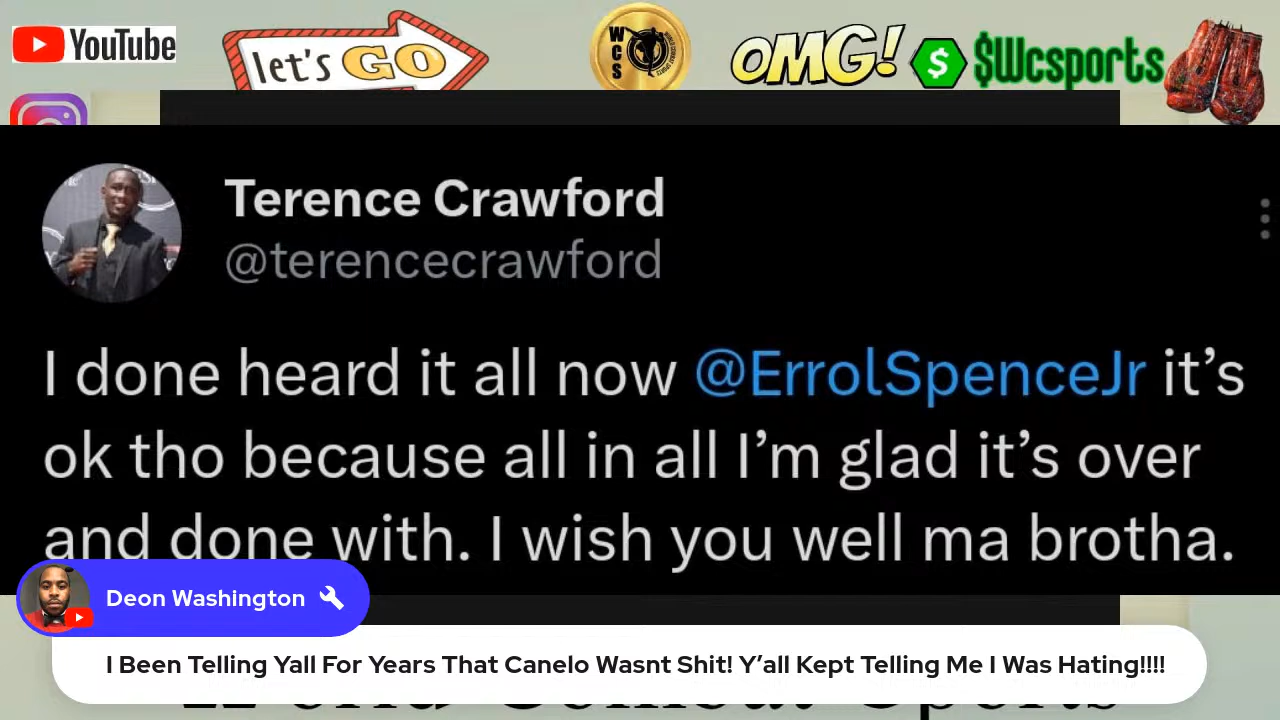 YouTube
let's GO
WCS
OMG!
$ $Wcsports
Terence Crawford
@terencecrawford
I done heard it all now @ErrolSpenceJr it’s
ok tho because all in all I’m glad it’s over
and done with. I wish you well ma brotha.
Deon Washington
I Been Telling Yall For Years That Canelo Wasnt Shit! Y’all Kept Telling Me I Was Hating!!!!